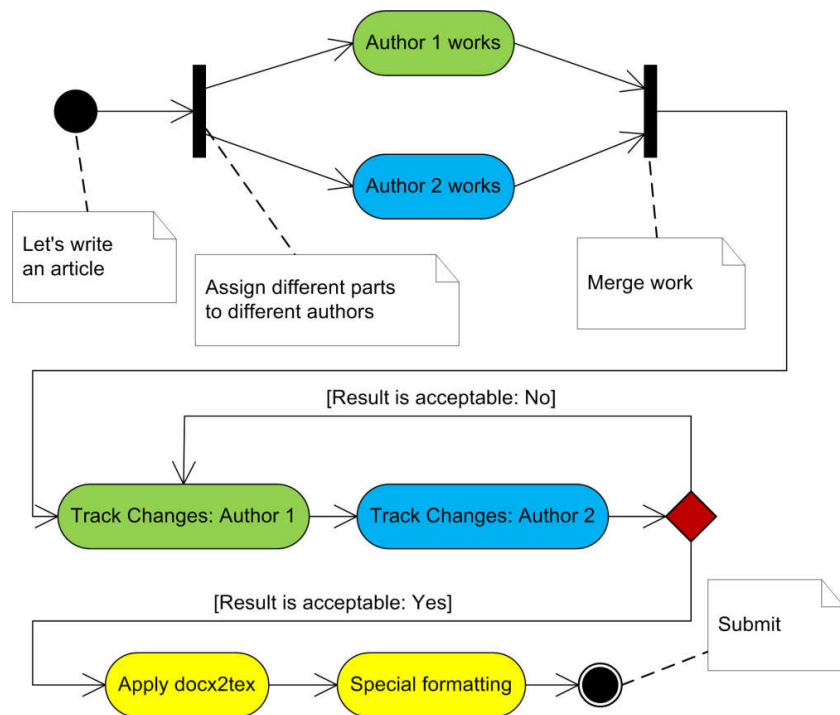 Author 1 works
Author 2 works
Let's write
an article
Assign different parts
to different authors
Merge work
[Result is acceptable: No]
Track Changes: Author 1
Track Changes: Author 2
[Result is acceptable: Yes]
Submit
Apply docx2tex
Special formatting